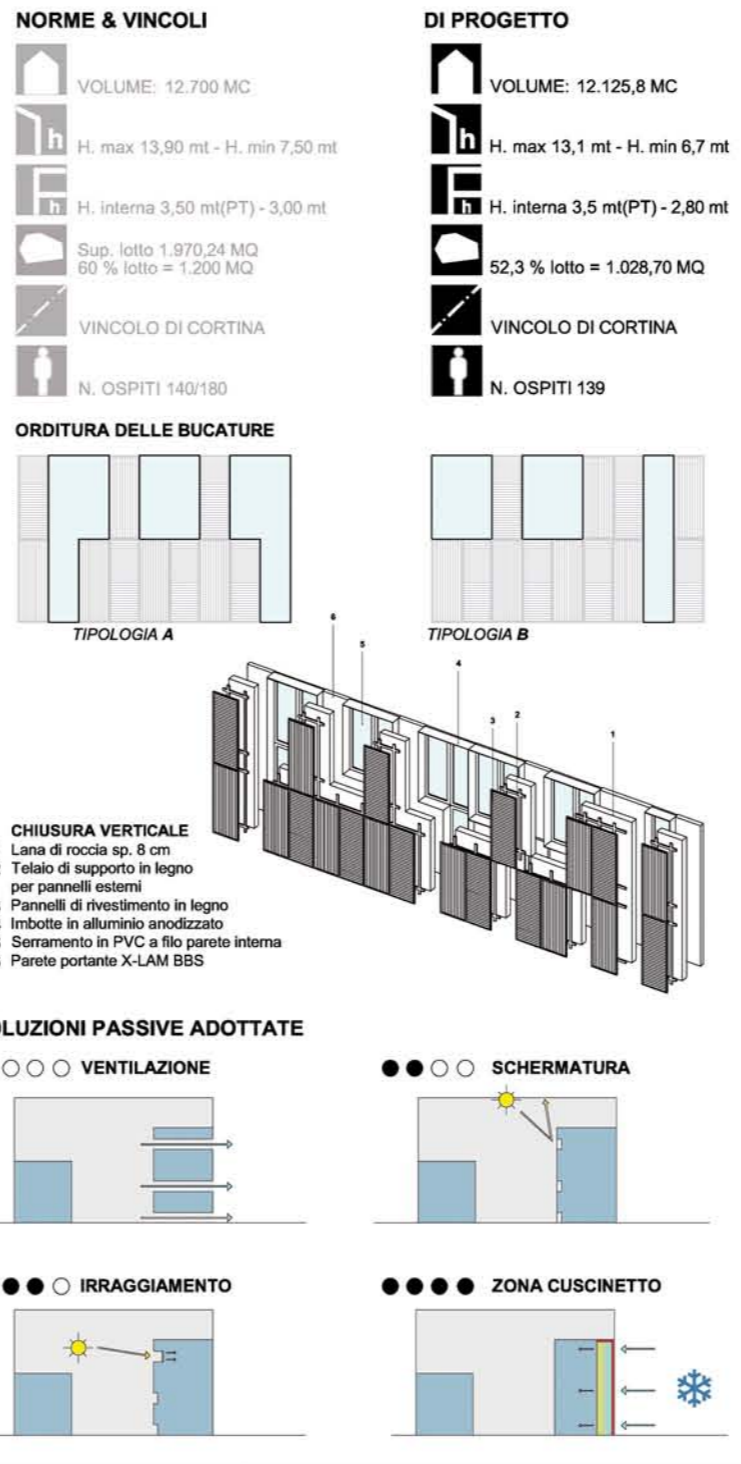 NORME & VINCOLI
VOLUME: 12.700 MC
H. max 13,90 mt - H. min 7,50 mt
H. interna 3,50 mt(PT) - 3,00 mt
Sup. lotto 1.970,24 MQ
60 % lotto = 1.200 MQ
VINCOLO DI CORTINA
N. OSPITI 140/180
DI PROGETTO
VOLUME: 12.125,8 MC
H. max 13,1 mt - H. min 6,7 mt
H. interna 3,5 mt(PT) - 2,80 mt
52,3 % lotto = 1.028,70 MQ
VINCOLO DI CORTINA
N. OSPITI 139
h
h
h
h
ORDITURA DELLE BUCATURE
TIPOLOGIA A
TIPOLOGIA B
6
5
4
3
2
1
CHIUSURA VERTICALE
Lana di roccia sp. 8 cm
Telaio di supporto in legno
per pannelli esterni
Pannelli di rivestimento in legno
Imbotte in alluminio anodizzato
Serramento in PVC a filo parete interna
Parete portante X-LAM BBS
OLUZIONI PASSIVE ADOTTATE
VENTILAZIONE
SCHERMATURA
IRRAGGIAMENTO
ZONA CUSCINETTO